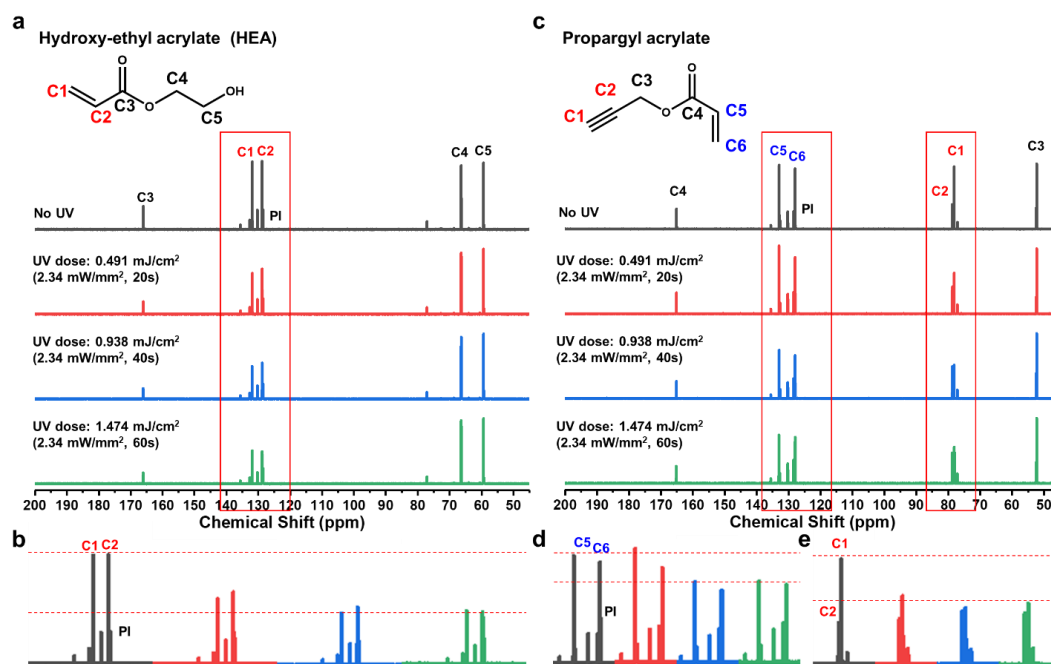 a
Hydroxy-ethyl acrylate (HEA)
O
C1
C2
C3
O
C4
C5
OH
C3
C1 C2
PI
C4
C5
No UV
UV dose: 0.491 mJ/cm²
(2.34 mW/mm², 20s)
UV dose: 0.938 mJ/cm²
(2.34 mW/mm², 40s)
UV dose: 1.474 mJ/cm²
(2.34 mW/mm², 60s)
200 190 180 170 160 150 140 130 120 110 100 90 80 70 60 50
Chemical Shift (ppm)
c
Propargyl acrylate
C1
C2
C3
O
O
C4
C5
C6
C4
C5
C6
PI
C2
C1
C3
No UV
UV dose: 0.491 mJ/cm²
(2.34 mW/mm², 20s)
UV dose: 0.938 mJ/cm²
(2.34 mW/mm², 40s)
UV dose: 1.474 mJ/cm²
(2.34 mW/mm², 60s)
200 190 180 170 160 150 140 130 120 110 100 90 80 70 60 50
Chemical Shift (ppm)
b
C1 C2
PI
d
C5
C6
PI
e
C1
C2